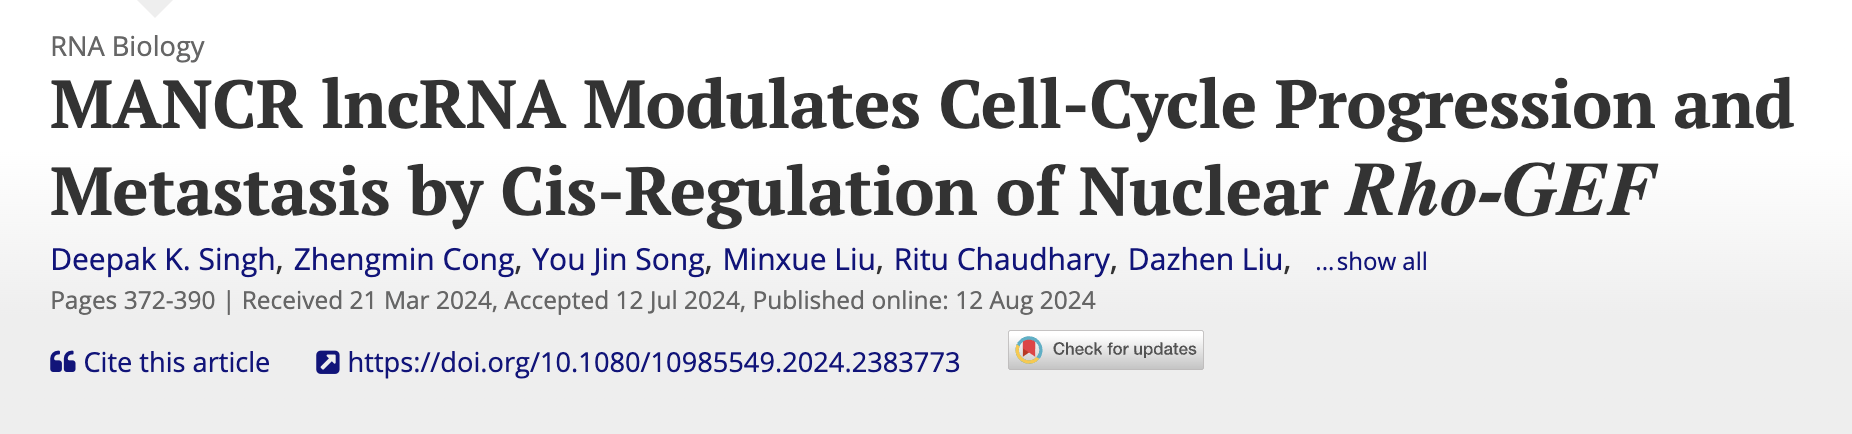 RNA Biology
MANCR lncRNA Modulates Cell-Cycle Progression and
Metastasis by Cis-Regulation of Nuclear Rho-GEF
Deepak K. Singh, Zhengmin Cong, You Jin Song, Minxue Liu, Ritu Chaudhary, Dazhen Liu, ...show all
Pages 372-390 | Received 21 Mar 2024, Accepted 12 Jul 2024, Published online: 12 Aug 2024
Cite this article https://doi.org/10.1080/10985549.2024.2383773 Check for updates